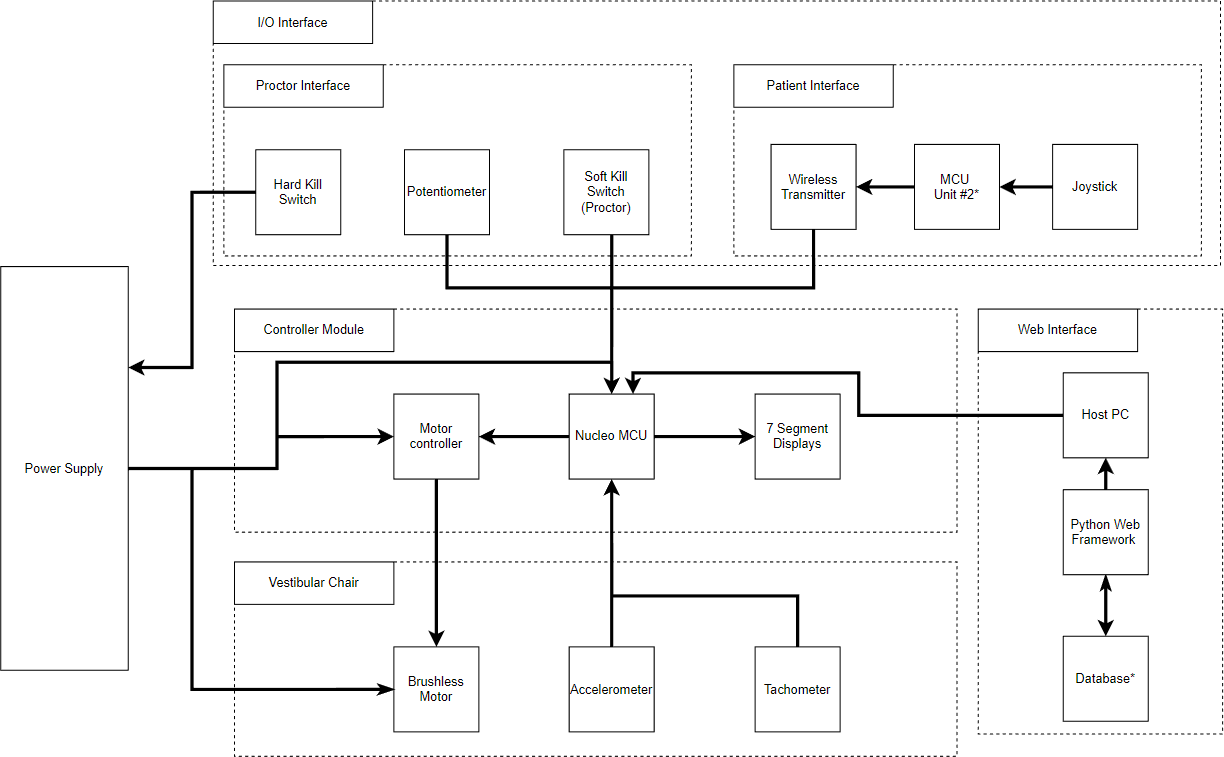 I/O Interface
Proctor Interface
Patient Interface
Hard Kill
Switch
Potentiometer
Soft Kill
Switch
(Proctor)
Wireless
Transmitter
MCU
Unit #2*
Joystick
Power Supply
Controller Module
Motor
controller
Nucleo MCU
7 Segment
Displays
Web Interface
Host PC
Python Web
Framework
Database*
Vestibular Chair
Brushless
Motor
Accelerometer
Tachometer